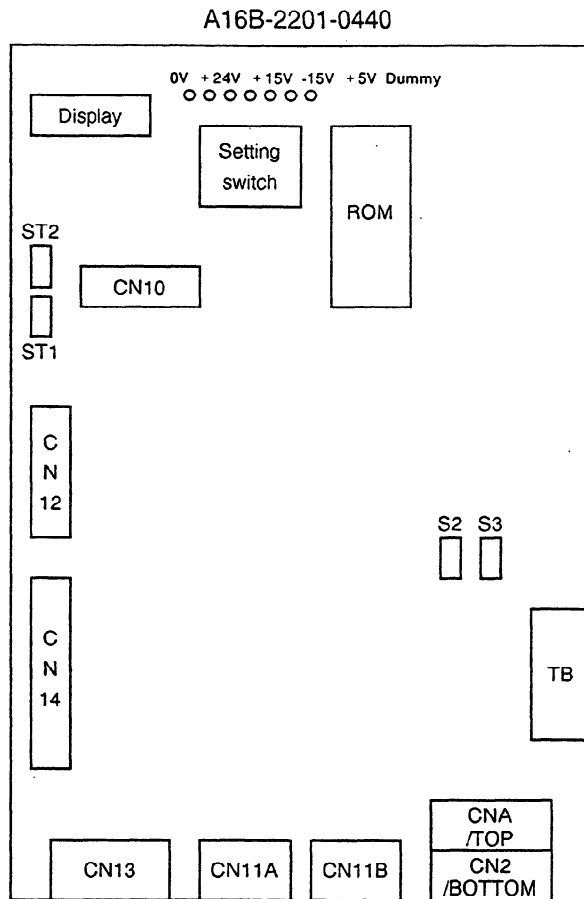 A16B-2201-0440
0V +24V +15V -15V +5V Dummy
Display
Setting
switch
ROM
ST2
CN10
ST1
C
N
12
S2 S3
C
N
14
TB
CNA
/TOP
CN13 CN11A CN11B
CN2
/BOTTOM